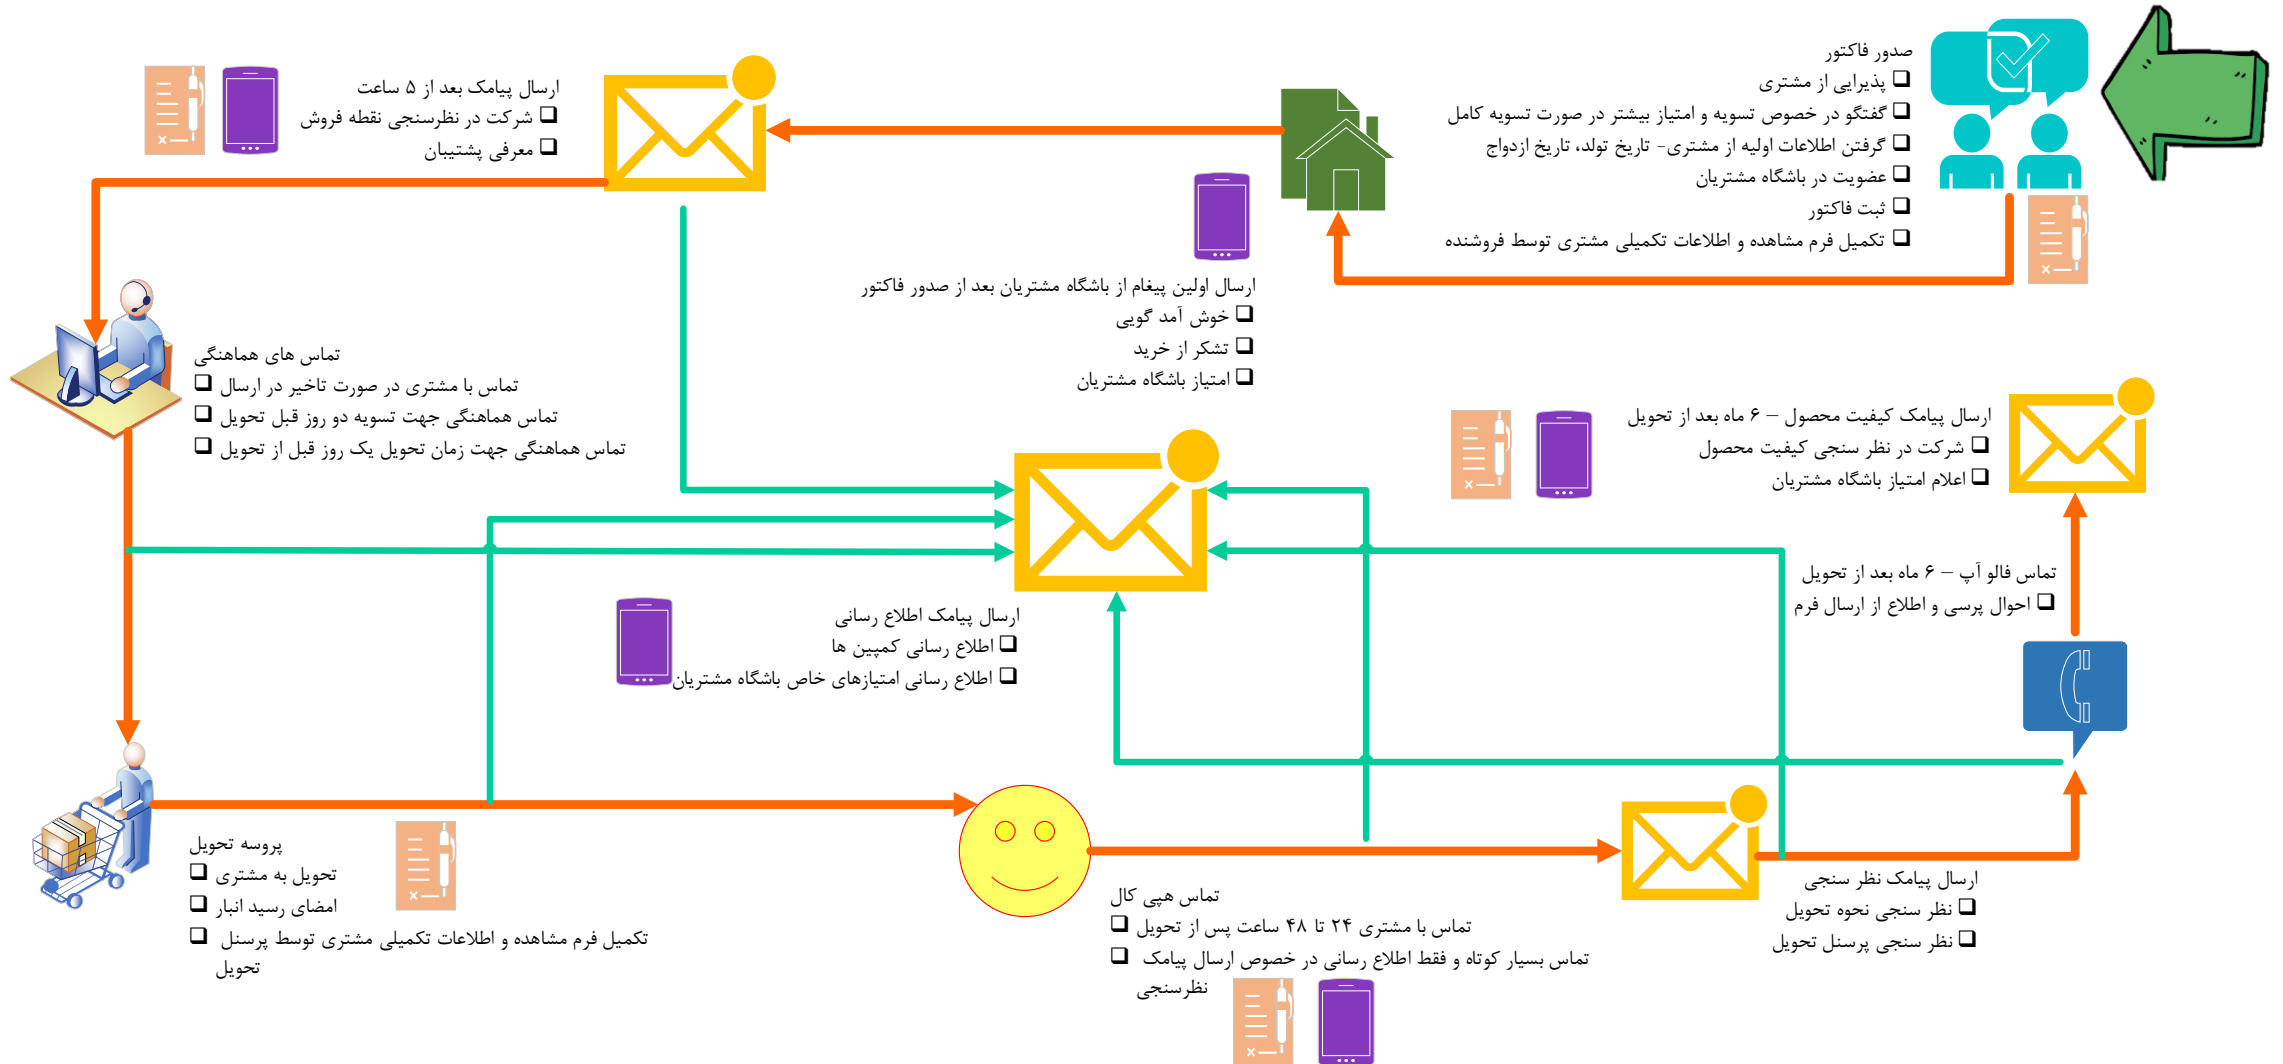 صدور فاکتور
❑ پذیرایی از مشتری
❑ گفتگو در خصوص تسویه و امتیاز بیشتر در صورت تسویه کامل
❑ گرفتن اطلاعات اولیه از مشتری- تاریخ تولد، تاریخ ازدواج
❑ عضویت در باشگاه مشتریان
❑ ثبت فاکتور
❑ تکمیل فرم مشاهده و اطلاعات تکمیلی مشتری توسط فروشنده
ارسال اولین پیغام از باشگاه مشتریان بعد از صدور فاکتور
❑ خوش آمد گویی
❑ تشکر از خرید
❑ امتیاز باشگاه مشتریان
ارسال پیامک بعد از ۵ ساعت
❑ شرکت در نظرسنجی نقطه فروش
❑ معرفی پشتیبان
تماس های هماهنگی
تماس با مشتری در صورت تاخیر در ارسال ❑
تماس هماهنگی جهت تسویه دو روز قبل تحویل ❑
تماس هماهنگی جهت زمان تحویل یک روز قبل از تحویل ❑
ارسال پیامک اطلاع رسانی
❑ اطلاع رسانی کمپین ها
❑ اطلاع رسانی امتیازهای خاص باشگاه مشتریان
پروسه تحویل
تحویل به مشتری ❑
امضای رسید انبار ❑
تکمیل فرم مشاهده و اطلاعات تکمیلی مشتری توسط پرسنل ❑
تحویل
تماس هپی کال
تماس با مشتری ۲۴ تا ۴۸ ساعت پس از تحویل ❑
تماس بسیار کوتاه و فقط اطلاع رسانی در خصوص ارسال پیامک ❑
نظرسنجی
ارسال پیامک نظر سنجی
❑ نظر سنجی نحوه تحویل
❑ نظر سنجی پرسنل تحویل
تماس فالو آپ – ۶ ماه بعد از تحویل
❑ احوال پرسی و اطلاع از ارسال فرم
ارسال پیامک کیفیت محصول – ۶ ماه بعد از تحویل
❑ شرکت در نظر سنجی کیفیت محصول
❑ اعلام امتیاز باشگاه مشتریان